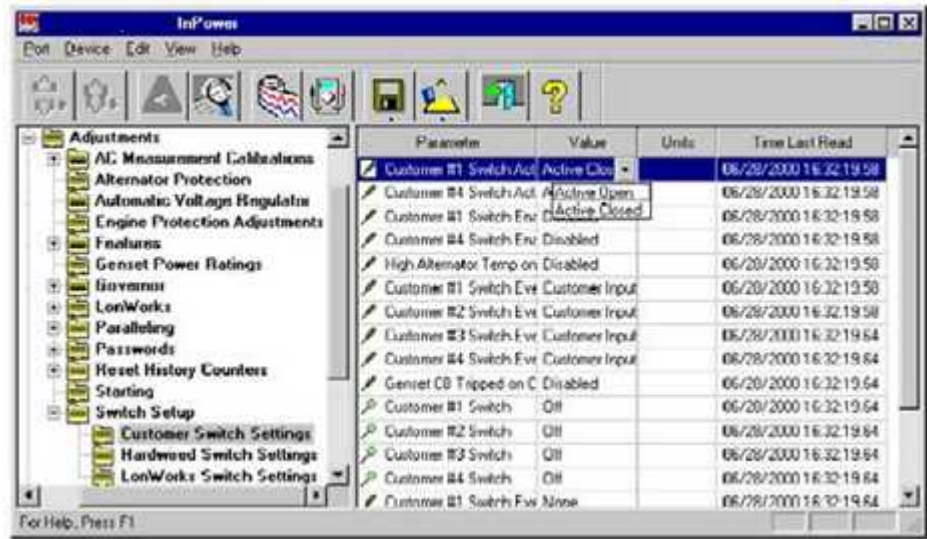 InPower
Port Device Edit View Help
Adjustments
AC Measurement Calibrations
Alternator Protection
Automatic Voltage Regulator
Engine Protection Adjustments
Features
Genset Power Ratings
Governor
LonWorks
Paralleling
Passwords
Reset History Counters
Starting
Switch Setup
Customer Switch Settings
Hardwired Switch Settings
LonWorks Switch Settings
Parameter Value Units Time Last Read
Customer #1 Switch Act Active Clos 06/28/2000 16:32:19.58
Customer #4 Switch Act 06/28/2000 16:32:19.58
Active Open
Active Closed
Customer #1 Switch Ena 06/28/2000 16:32:19.58
Customer #4 Switch Ena Disabled 06/28/2000 16:32:19.58
High Alternator Temp on Disabled 06/28/2000 16:32:19.58
Customer #1 Switch Eve Customer Input 06/28/2000 16:32:19.58
Customer #2 Switch Eve Customer Input 06/28/2000 16:32:19.58
Customer #3 Switch Eve Customer Input 06/28/2000 16:32:19.64
Customer #4 Switch Eve Customer Input 06/28/2000 16:32:19.64
Genset CB Tripped on C Disabled 06/28/2000 16:32:19.64
Customer #1 Switch Off 06/28/2000 16:32:19.64
Customer #2 Switch Off 06/28/2000 16:32:19.64
Customer #3 Switch Off 06/28/2000 16:32:19.64
Customer #4 Switch Off 06/28/2000 16:32:19.64
Customer #1 Switch Eve None 06/28/2000 16:32:19.64
For Help, Press F1